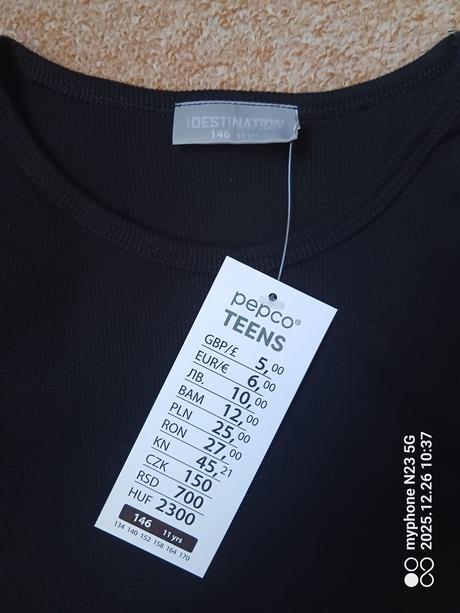 DESTINATION
146 11 yrs
pepco®
TEENS
GBP/£ 5,00
EUR/€ 6,00
ЛВ. 10,00
BAM 12,00
PLN 25,00
RON 27,00
KN 45,21
CZK 150
RSD 700
HUF 2300
146 11 yrs
134 140 152 158 164 170
myphone N23 5G
2025.12.26 10:37